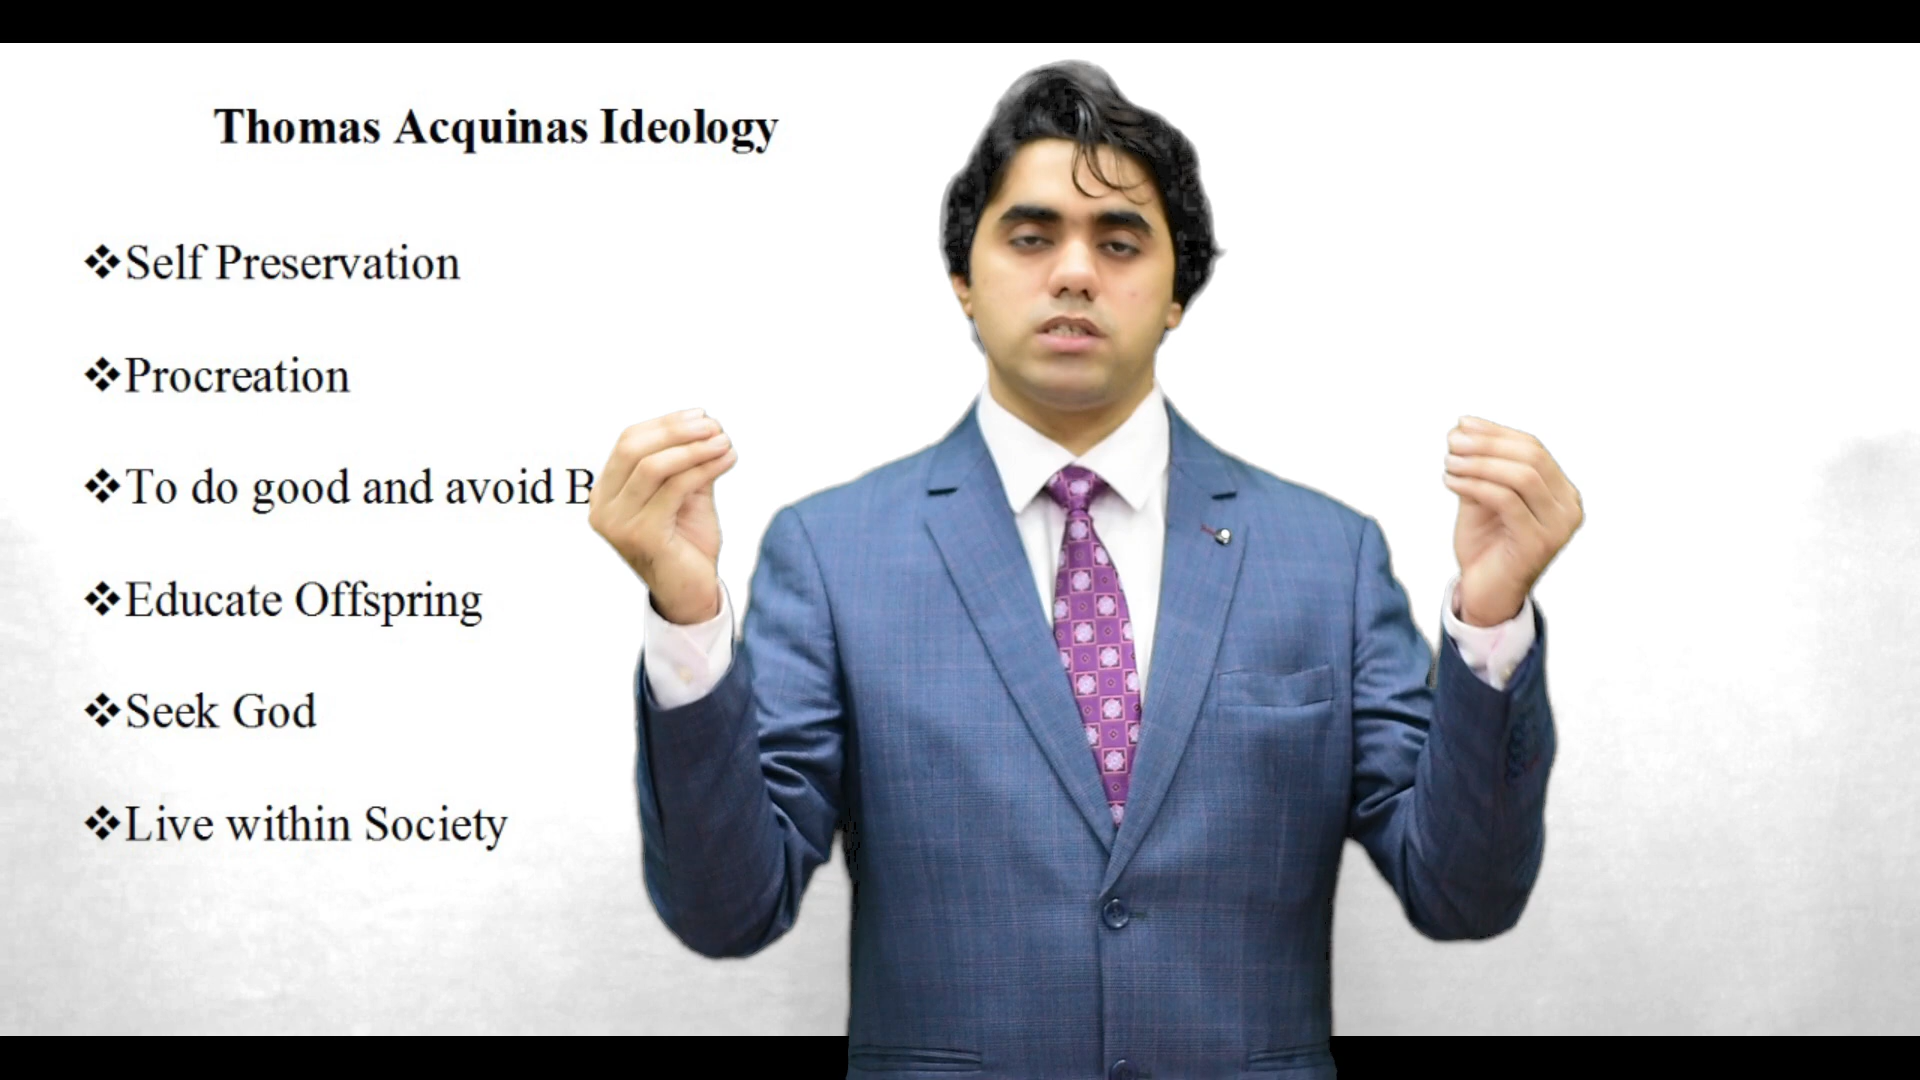 Thomas Acquinas Ideology
❖Self Preservation
❖Procreation
❖To do good and avoid
❖Educate Offspring
❖Seek God
❖Live within Society